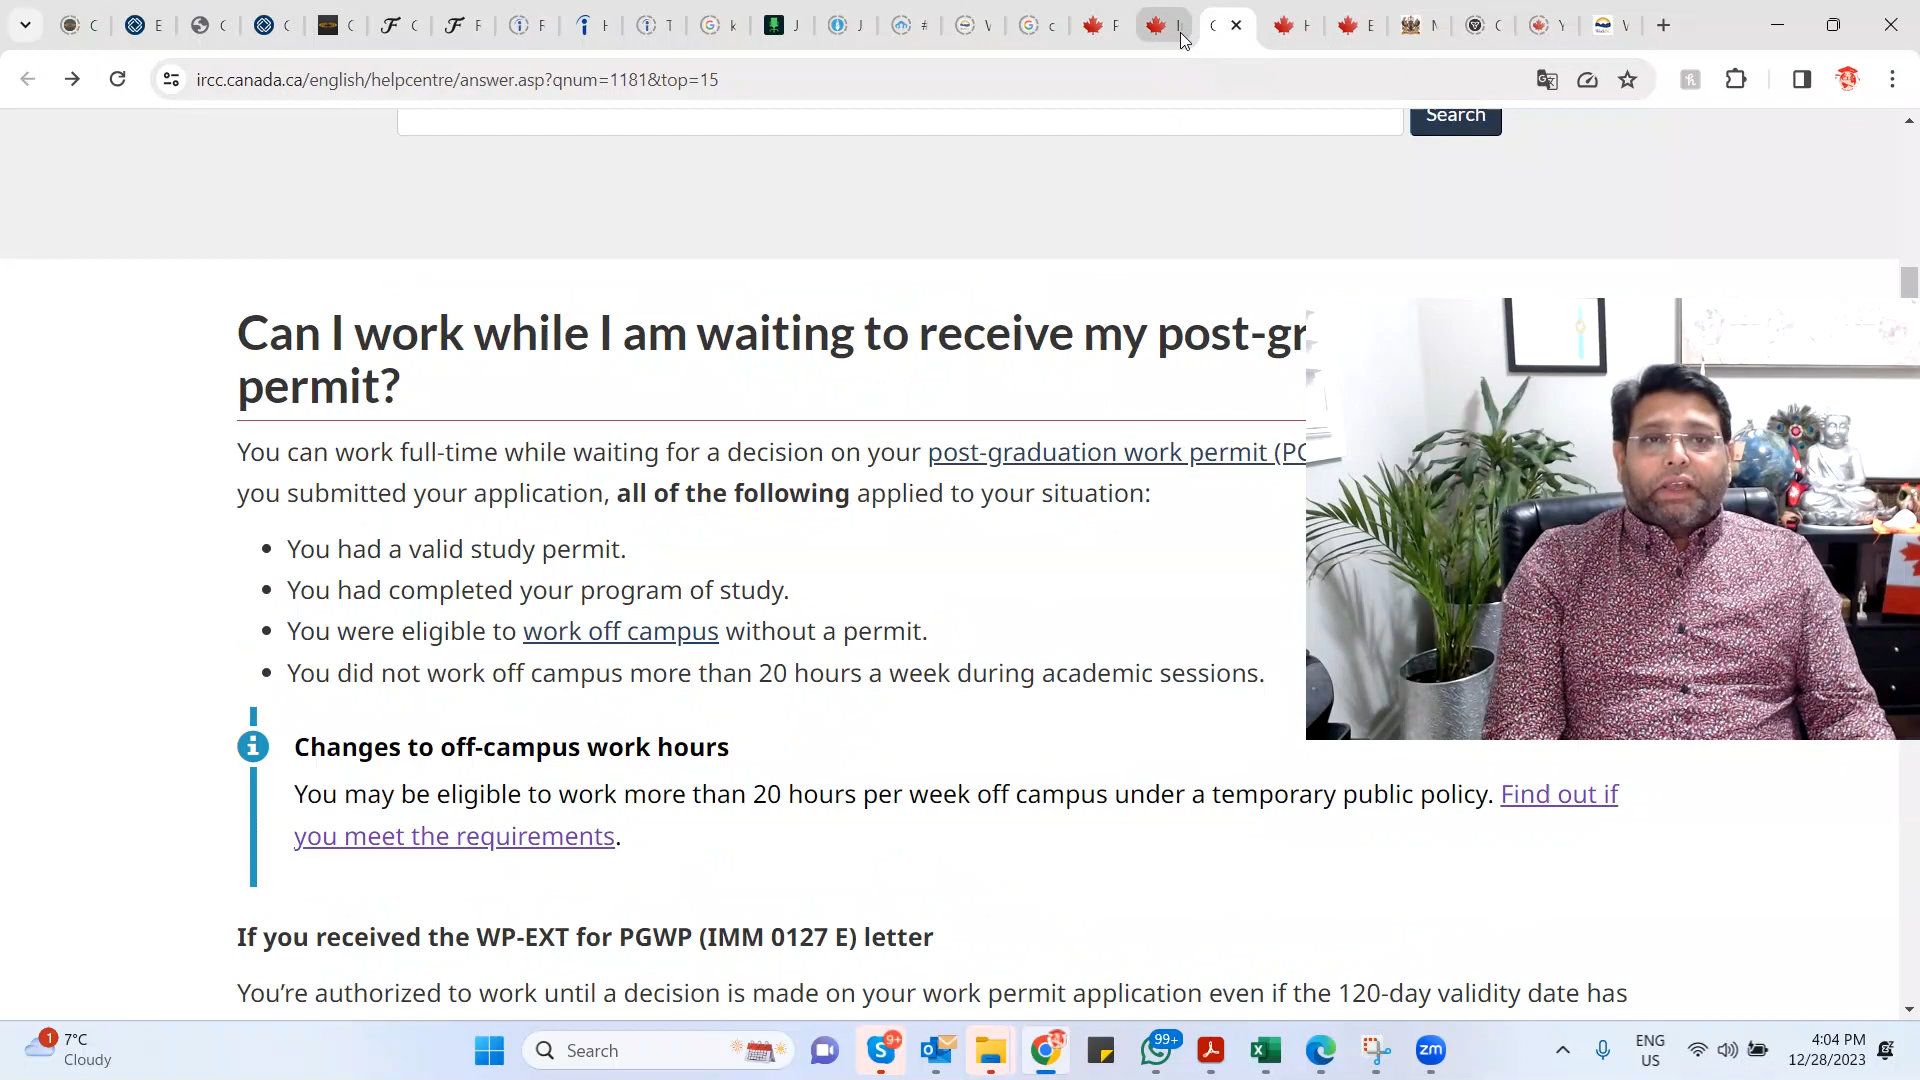 ircc.canada.ca/english/helpcentre/answer.asp?qnum=1181&top=15
Search
Can I work while I am waiting to receive my post-gr
permit?
You can work full-time while waiting for a decision on your post-graduation work permit (PG
you submitted your application, all of the following applied to your situation:
You had a valid study permit.
You had completed your program of study.
You were eligible to work off campus without a permit.
You did not work off campus more than 20 hours a week during academic sessions.
Changes to off-campus work hours
You may be eligible to work more than 20 hours per week off campus under a temporary public policy. Find out if
you meet the requirements.
If you received the WP-EXT for PGWP (IMM 0127 E) letter
You’re authorized to work until a decision is made on your work permit application even if the 120-day validity date has
1
7°C
Cloudy
Search
9+
99+
zm
ENG
US
4:04 PM
12/28/2023